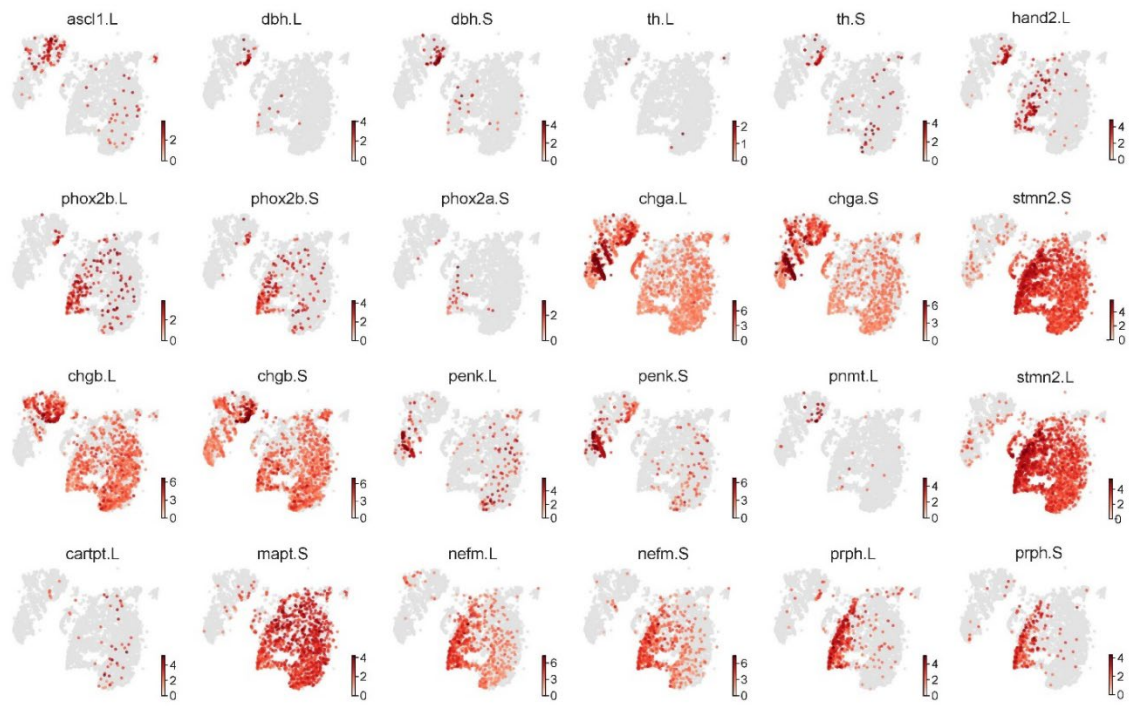 ascl1.L dbh.L dbh.S th.L th.S hand2.L
2 0 4 2 0 4 2 0 2 1 0 4 2 0 4 2 0
phox2b.L phox2b.S phox2a.S chga.L chga.S stmn2.S
2 0 4 2 0 2 0 6 3 0 6 3 0 4 2 0
chgb.L chgb.S penk.L penk.S pnmt.L stmn2.L
6 3 0 6 3 0 4 2 0 6 4 2 0 4 2 0 4 2 0
cartpt.L mapt.S nefm.L nefm.S prph.L prph.S
4 2 0 4 2 0 6 3 0 6 3 0 4 2 0 4 2 0